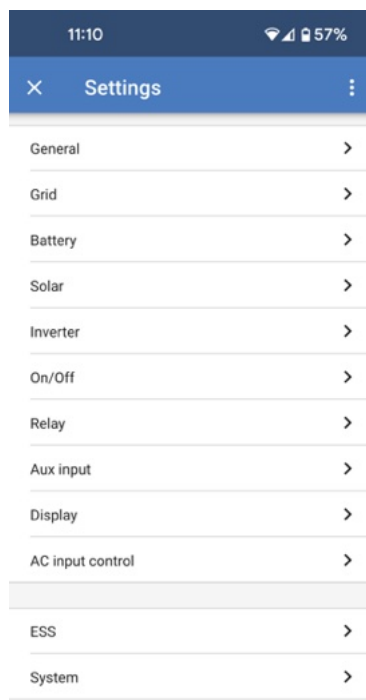 11:10 57%
Settings
General
Grid
Battery
Solar
Inverter
On/Off
Relay
Aux input
Display
AC input control
ESS
System